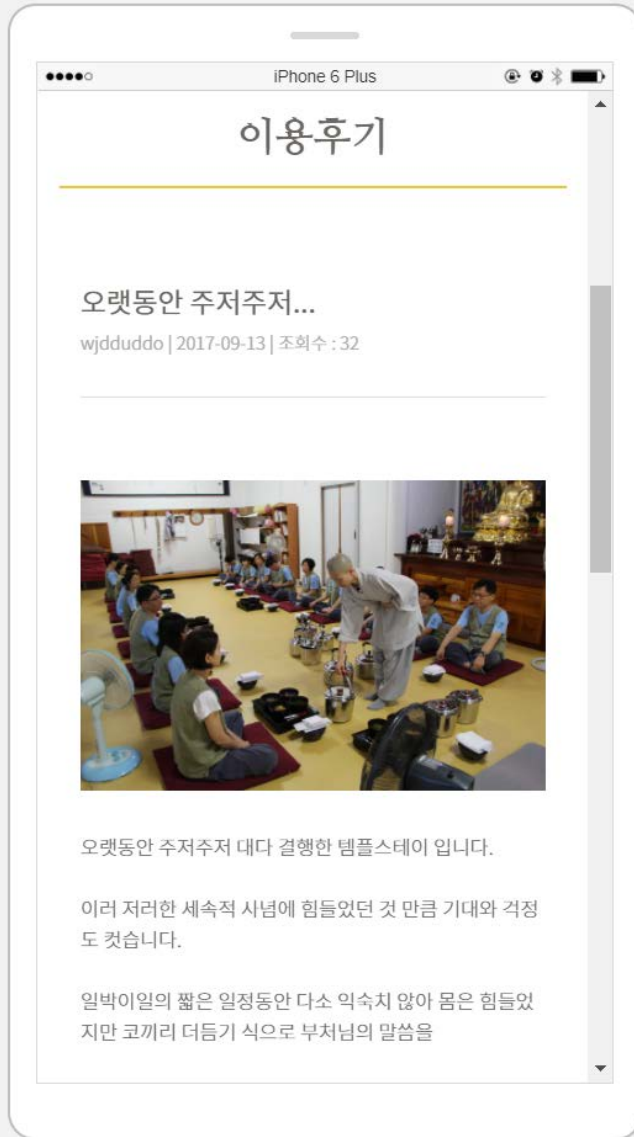 iPhone 6 Plus
이용후기
오랫동안 주저주저...
wjdduddo | 2017-09-13 | 조회수 : 32
오랫동안 주저주저 대다 결행한 템플스테이 입니다.
이러 저러한 세속적 사념에 힘들었던 것 만큼 기대와 걱정
도 컷습니다.
일박이일의 짧은 일정동안 다소 익숙치 않아 몸은 힘들었
지만 코끼리 더듬기 식으로 부처님의 말씀을